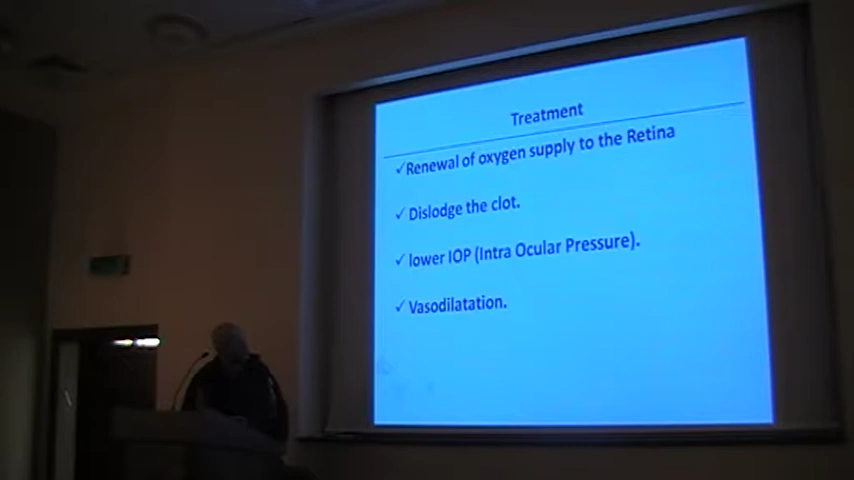 Treatment
✓Renewal of oxygen supply to the Retina
✓ Dislodge the clot.
✓ lower IOP (Intra Ocular Pressure).
✓ Vasodilatation.